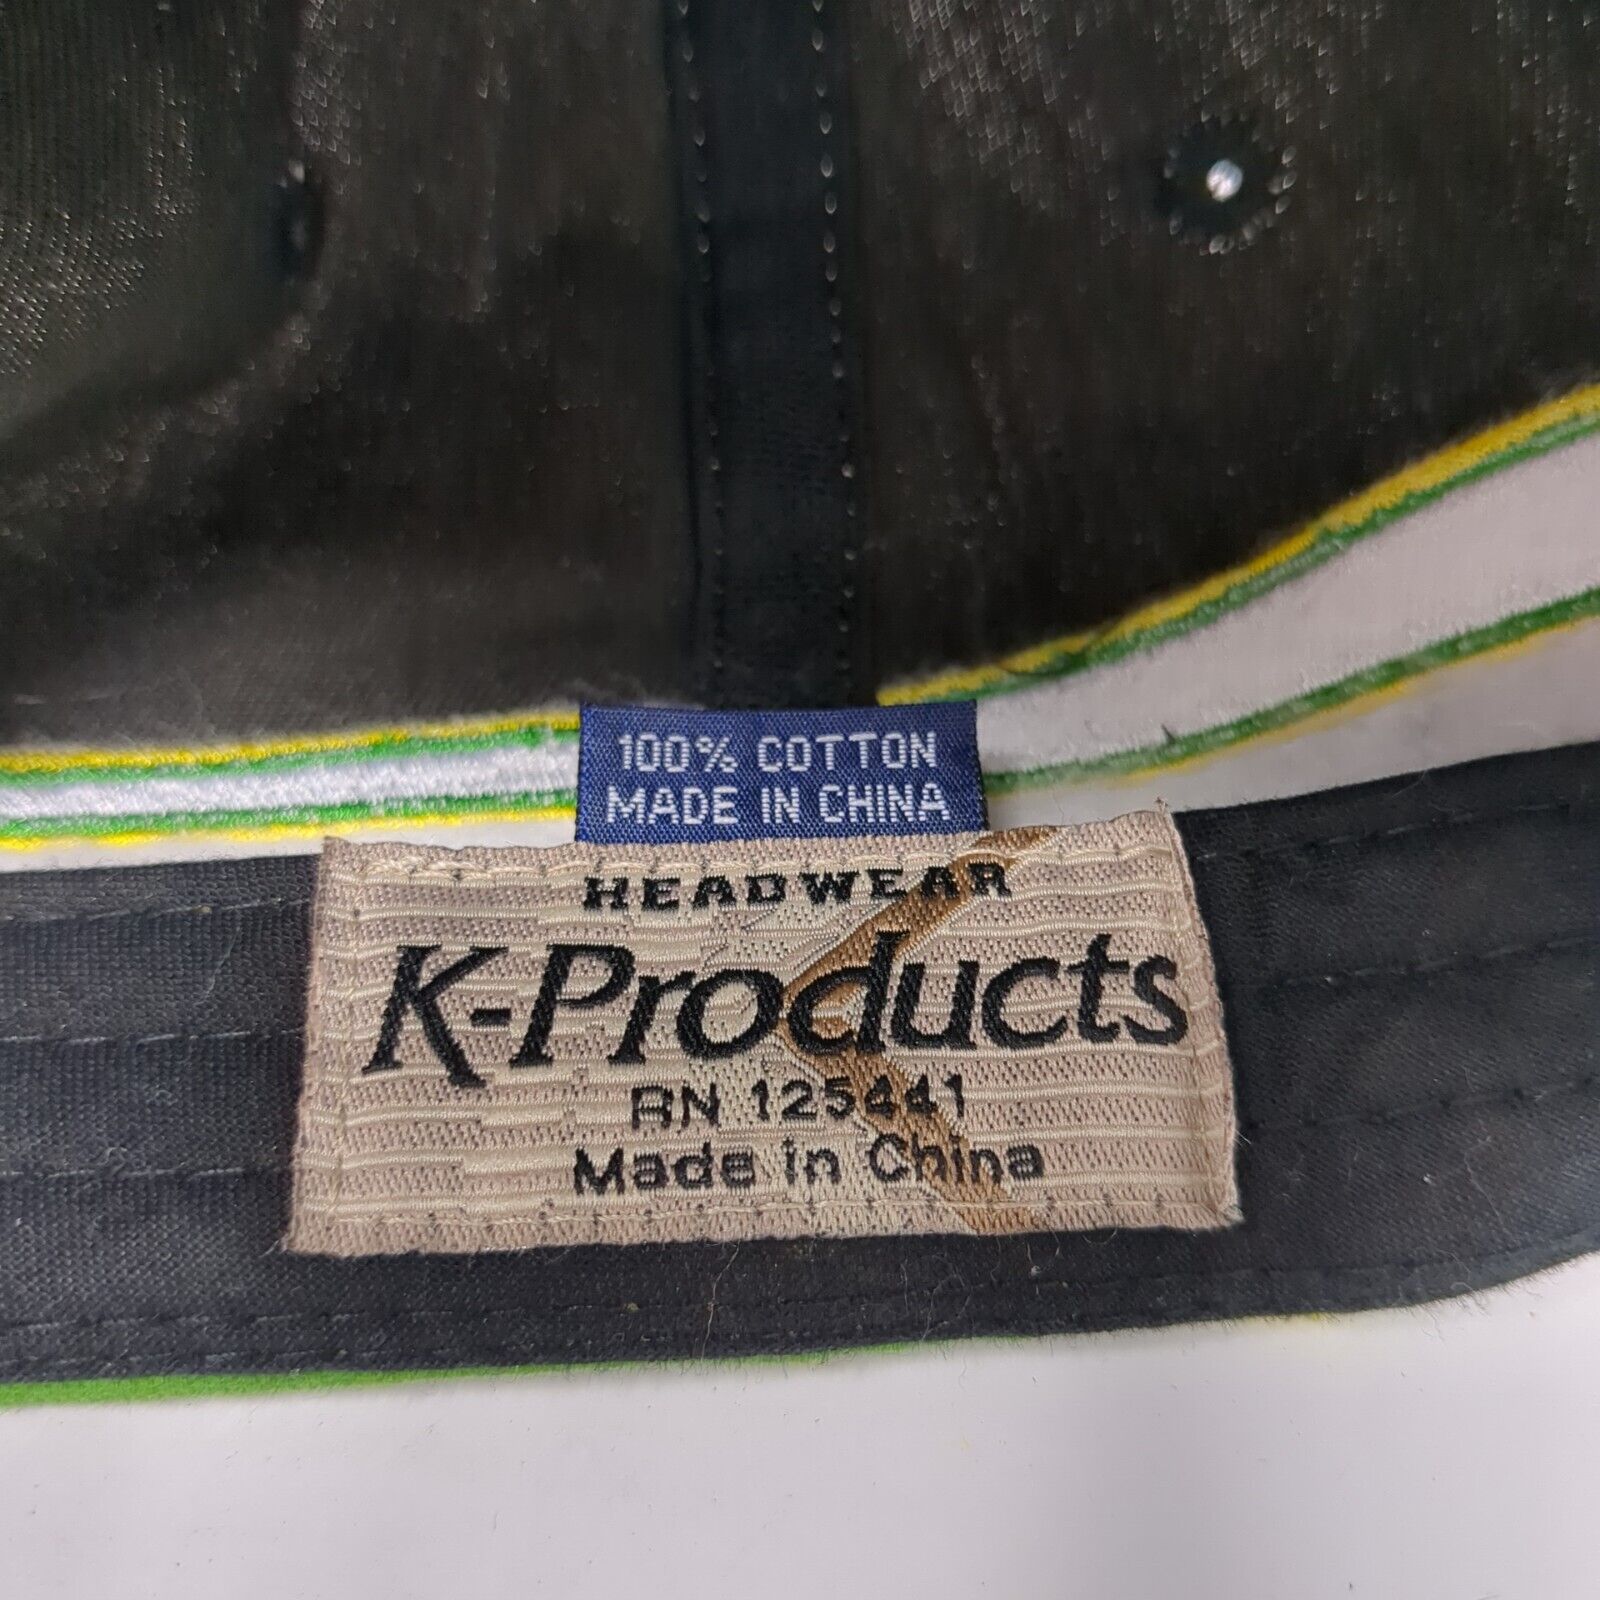 100% COTTON
MADE IN CHINA
HEADWEAR
K-Products
RN 125441
Made in China